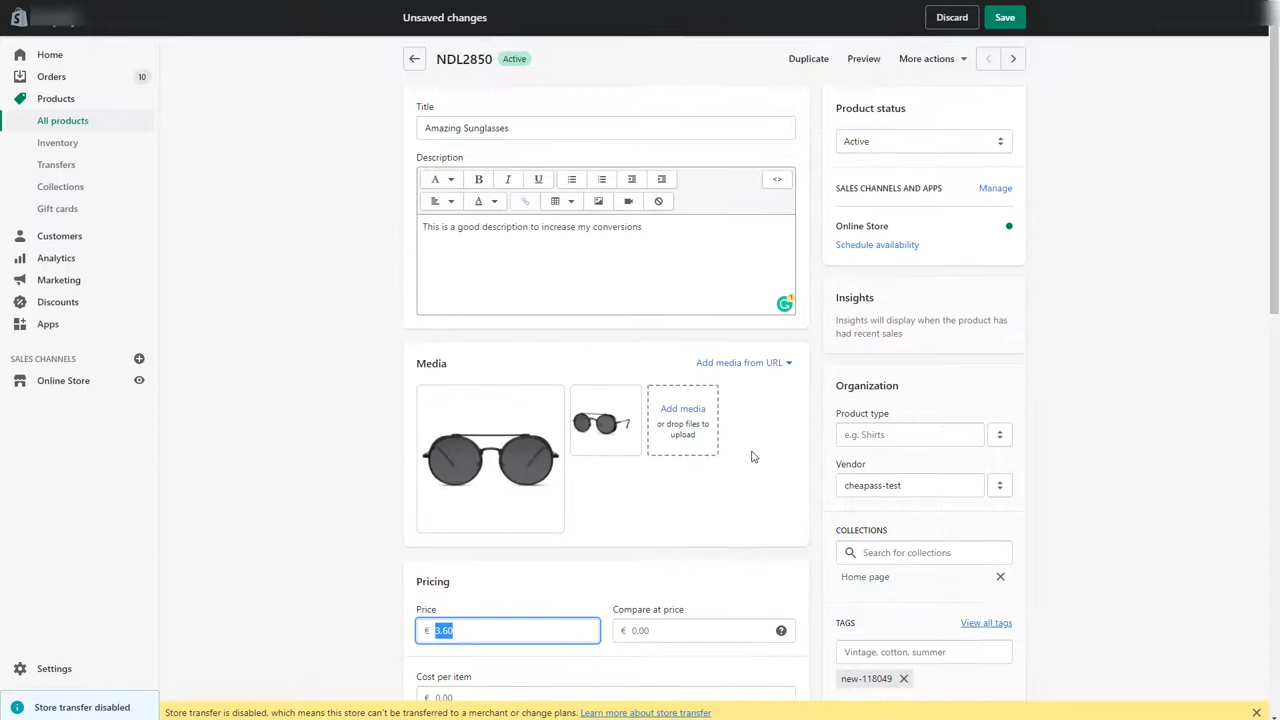 Unsaved changes
Discard
Save
Home
Orders
10
Products
All products
Inventory
Transfers
Collections
Gift cards
Customers
Analytics
Marketing
Discounts
Apps
SALES CHANNELS
Online Store
Settings
Store transfer disabled
NDL2850
Active
Duplicate
Preview
More actions
Title
Amazing Sunglasses
Description
A
B
I
U
<>
A
This is a good description to increase my conversions
Media
Add media from URL
Add media
or drop files to
upload
Pricing
Price
€ 3.60
Compare at price
€ 0.00
Cost per item
€ 0.00
Product status
Active
SALES CHANNELS AND APPS
Manage
Online Store
Schedule availability
Insights
Insights will display when the product has
had recent sales
Organization
Product type
e.g. Shirts
Vendor
cheapass-test
COLLECTIONS
Search for collections
Home page
TAGS
View all tags
Vintage, cotton, summer
new-118049
Store transfer is disabled, which means this store can't be transferred to a merchant or change plans. Learn more about store transfer